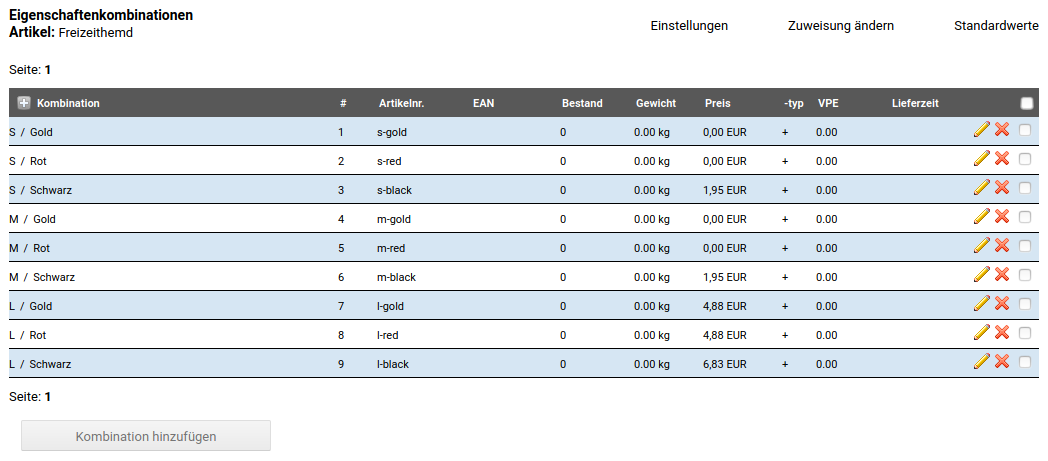 Eigenschaftenkombinationen
Artikel: Freizeithemd
Einstellungen Zuweisung ändern Standardwerte
Seite: 1
Kombination # Artikelnr. EAN Bestand Gewicht Preis -typ VPE Lieferzeit
S / Gold 1 s-gold 0 0.00 kg 0,00 EUR + 0.00
S / Rot 2 s-red 0 0.00 kg 0,00 EUR + 0.00
S / Schwarz 3 s-black 0 0.00 kg 1,95 EUR + 0.00
M / Gold 4 m-gold 0 0.00 kg 0,00 EUR + 0.00
M / Rot 5 m-red 0 0.00 kg 0,00 EUR + 0.00
M / Schwarz 6 m-black 0 0.00 kg 1,95 EUR + 0.00
L / Gold 7 l-gold 0 0.00 kg 4,88 EUR + 0.00
L / Rot 8 l-red 0 0.00 kg 4,88 EUR + 0.00
L / Schwarz 9 l-black 0 0.00 kg 6,83 EUR + 0.00
Seite: 1
Kombination hinzufügen